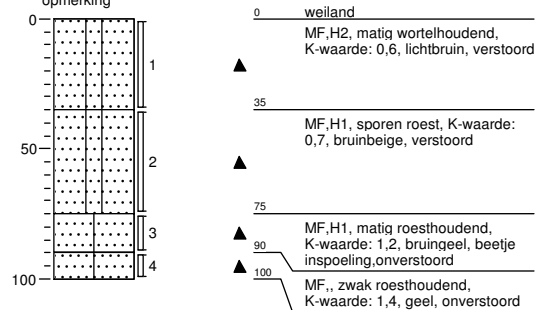 opmerking
0
50
100
1
2
3
4
0
weiland
MF,H2, matig wortelhoudend,
K-waarde: 0,6, lichtbruin, verstoord
35
MF,H1, sporen roest, K-waarde:
0,7, bruinbeige, verstoord
75
MF,H1, matig roesthoudend,
K-waarde: 1,2, bruingeel, beetje
inspoeling,onverstoord
90
MF,, zwak roesthoudend,
K-waarde: 1,4, geel, onverstoord
100